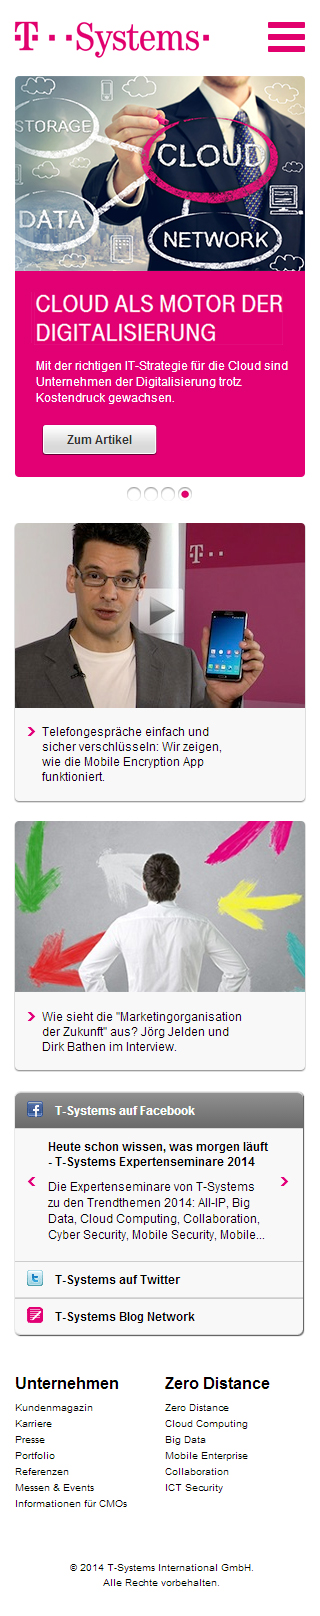 T··Systems·
STORAGE
CLOUD
DATA
NETWORK
CLOUD ALS MOTOR DER
DIGITALISIERUNG
Mit der richtigen IT-Strategie für die Cloud sind
Unternehmen der Digitalisierung trotz
Kostendruck gewachsen.
Zum Artikel
T··
Telefongespräche einfach und
sicher verschlüsseln: Wir zeigen,
wie die Mobile Encryption App
funktioniert.
Wie sieht die "Marketingorganisation
der Zukunft" aus? Jörg Jelden und
Dirk Bathen im Interview.
T-Systems auf Facebook
Heute schon wissen, was morgen läuft
- T-Systems Expertenseminare 2014
Die Expertenseminare von T-Systems
zu den Trendthemen 2014: All-IP, Big
Data, Cloud Computing, Collaboration,
Cyber Security, Mobile Security, Mobile...
T-Systems auf Twitter
T-Systems Blog Network
Unternehmen
Kundenmagazin
Karriere
Presse
Portfolio
Referenzen
Messen & Events
Informationen für CMOs
Zero Distance
Zero Distance
Cloud Computing
Big Data
Mobile Enterprise
Collaboration
ICT Security
© 2014 T-Systems International GmbH.
Alle Rechte vorbehalten.